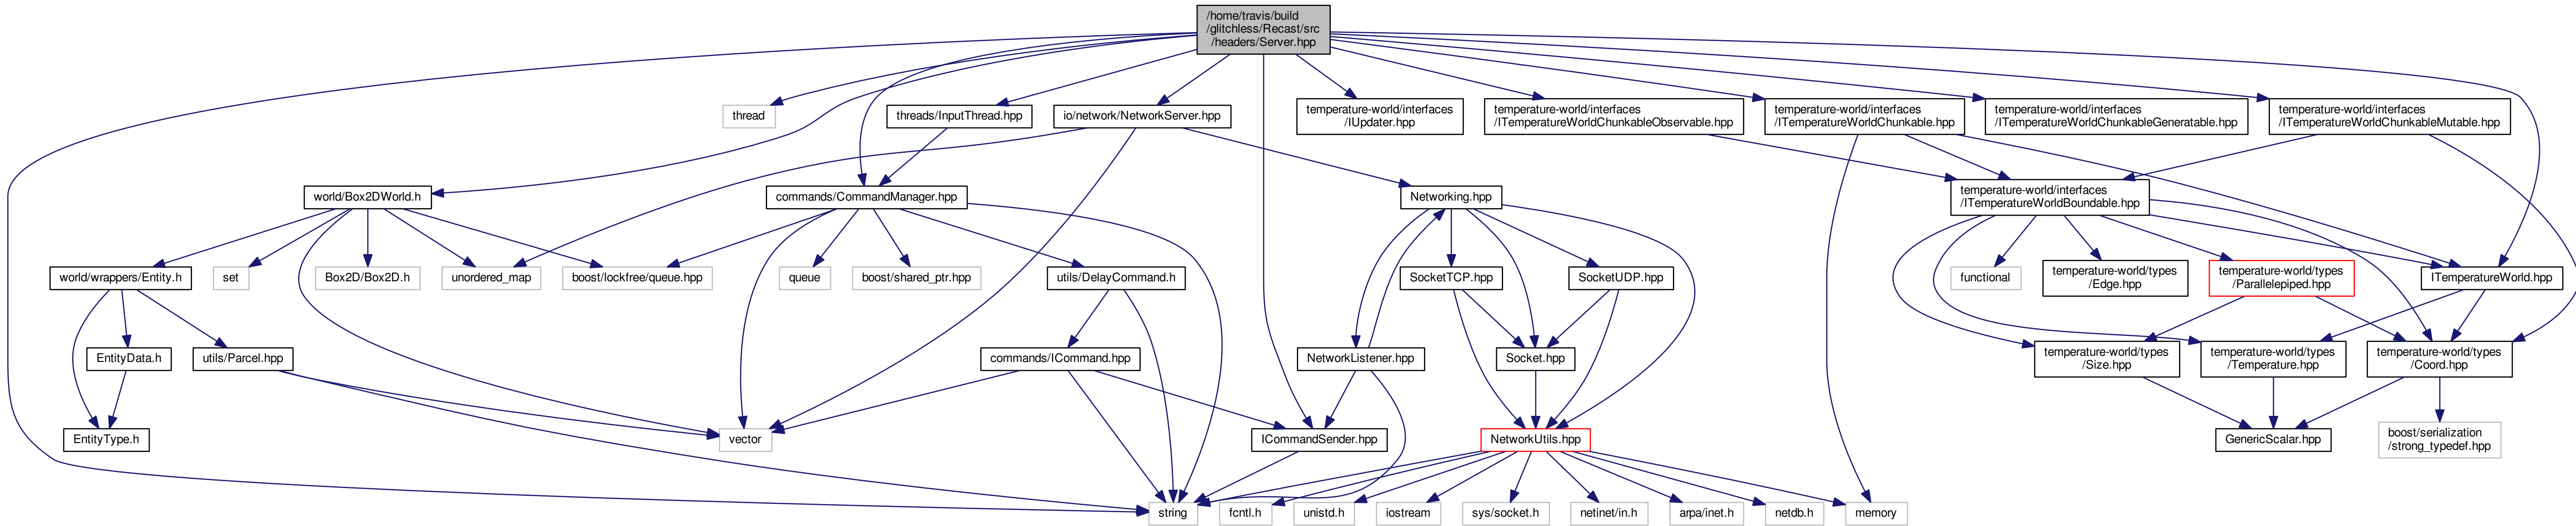 /home/travis/build
/glitchless/Recast/src
/headers/Server.hpp
thread
threads/InputThread.hpp
io/network/NetworkServer.hpp
temperature-world/interfaces
/IUpdater.hpp
temperature-world/interfaces
/ITemperatureWorldChunkableObservable.hpp
temperature-world/interfaces
/ITemperatureWorldChunkable.hpp
temperature-world/interfaces
/ITemperatureWorldChunkableGeneratable.hpp
temperature-world/interfaces
/ITemperatureWorldChunkableMutable.hpp
world/Box2DWorld.h
commands/CommandManager.hpp
Networking.hpp
temperature-world/interfaces
/ITemperatureWorldBoundable.hpp
world/wrappers/Entity.h
set
Box2D/Box2D.h
unordered_map
boost/lockfree/queue.hpp
queue
boost/shared_ptr.hpp
utils/DelayCommand.h
SocketTCP.hpp
SocketUDP.hpp
functional
temperature-world/types
/Edge.hpp
temperature-world/types
/Parallelepiped.hpp
ITemperatureWorld.hpp
EntityData.h
utils/Parcel.hpp
commands/ICommand.hpp
NetworkListener.hpp
Socket.hpp
temperature-world/types
/Size.hpp
temperature-world/types
/Temperature.hpp
temperature-world/types
/Coord.hpp
EntityType.h
vector
ICommandSender.hpp
NetworkUtils.hpp
GenericScalar.hpp
boost/serialization
/strong_typedef.hpp
string
fcntl.h
unistd.h
iostream
sys/socket.h
netinet/in.h
arpa/inet.h
netdb.h
memory